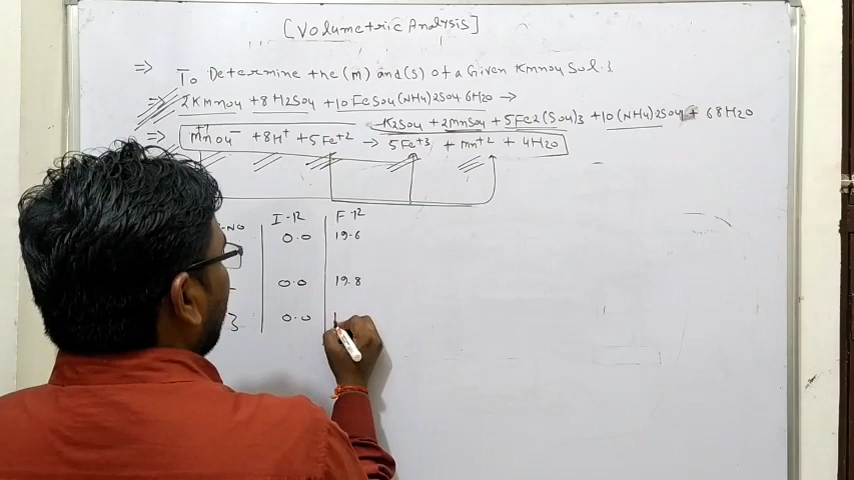 [Volumetric Analysis]
⇒ To Determine the (M) and (S) of a Given KMnO4 Sol.:
⇒ 2KMnO4 + 8H2SO4 + 10FeSO4(NH4)2SO4 6H2O →
K2SO4 + 2MnSO4 + 5Fe2(SO4)3 + 10(NH4)2SO4 + 68H2O
⇒ MnO4⁻ + 8H⁺ + 5Fe⁺² → 5Fe⁺³ + Mn⁺² + 4H2O
-NO I-R F-R
0.0 19.6
0.0 19.8
3 0.0